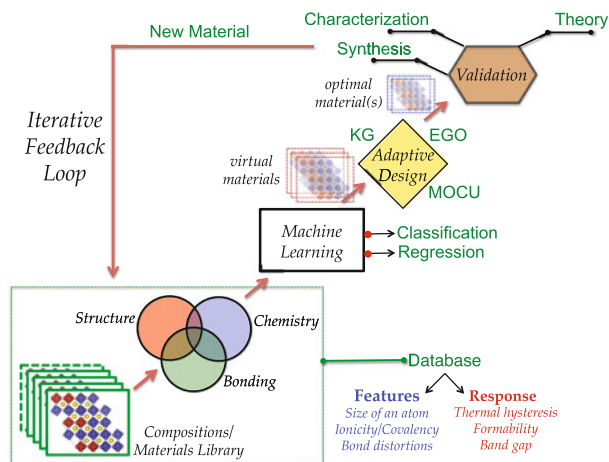 Characterization
Theory
New Material
Synthesis
Validation
optimal
material(s)
Iterative
Feedback
Loop
KG
EGO
virtual
materials
Adaptive
Design
MOCU
Machine
Learning
Classification
Regression
Structure
Chemistry
Bonding
Compositions/
Materials Library
Database
Features
Size of an atom
Ionicity/Covalency
Bond distortions
Response
Thermal hysteresis
Formability
Band gap